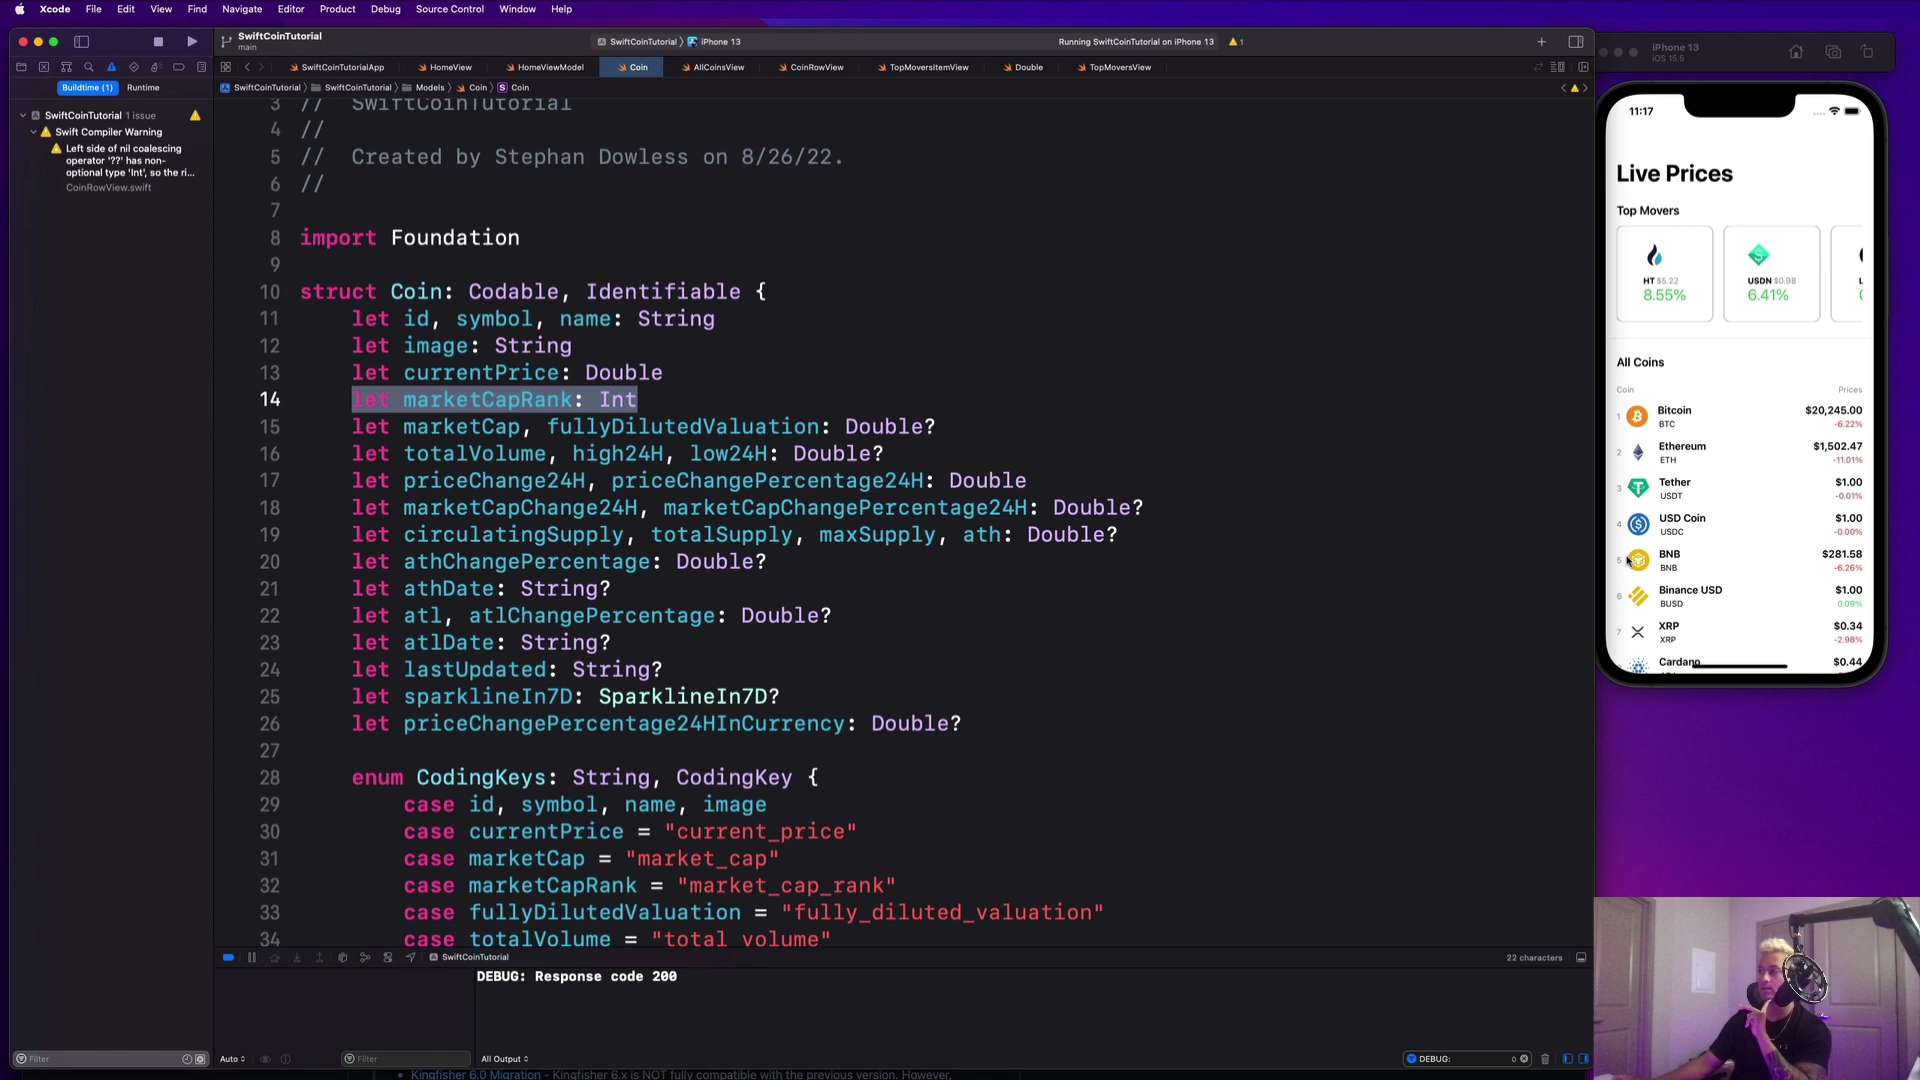 Xcode File Edit View Find Navigate Editor Product Debug Source Control Window Help
SwiftCoinTutorial
main
SwiftCoinTutorial iPhone 13
Running SwiftCoinTutorial on iPhone 13
1
SwiftCoinTutorialApp HomeView HomeViewModel Coin AllCoinsView CoinRowView TopMoversItemView Double TopMoversView
Buildtime (1) Runtime
SwiftCoinTutorial SwiftCoinTutorial Models Coin S Coin
SwiftCoinTutorial 1 issue
Swift Compiler Warning
Left side of nil coalescing
operator '??' has non-
optional type 'Int', so the ri...
CoinRowView.swift
3 // SwiftCoinTutorial
4 //
5 // Created by Stephan Dowless on 8/26/22.
6 //
7
8 import Foundation
9
10 struct Coin: Codable, Identifiable {
11 let id, symbol, name: String
12 let image: String
13 let currentPrice: Double
14 let marketCapRank: Int
15 let marketCap, fullyDilutedValuation: Double?
16 let totalVolume, high24H, low24H: Double?
17 let priceChange24H, priceChangePercentage24H: Double
18 let marketCapChange24H, marketCapChangePercentage24H: Double?
19 let circulatingSupply, totalSupply, maxSupply, ath: Double?
20 let athChangePercentage: Double?
21 let athDate: String?
22 let atl, atlChangePercentage: Double?
23 let atlDate: String?
24 let lastUpdated: String?
25 let sparklineIn7D: SparklineIn7D?
26 let priceChangePercentage24HInCurrency: Double?
27
28 enum CodingKeys: String, CodingKey {
29 case id, symbol, name, image
30 case currentPrice = "current_price"
31 case marketCap = "market_cap"
32 case marketCapRank = "market_cap_rank"
33 case fullyDilutedValuation = "fully_diluted_valuation"
34 case totalVolume = "total_volume"
SwiftCoinTutorial
22 characters
DEBUG: Response code 200
Filter
Auto
Filter
All Output
DEBUG: 0
Kingfisher 6.0 Migration - Kingfisher 6.x is NOT fully compatible with the previous version. However,
iPhone 13
iOS 15.5
11:17
Live Prices
Top Movers
HT $5.22
8.55%
USDN $0.98
6.41%
All Coins
Coin Prices
1 Bitcoin $20,245.00
BTC -6.22%
2 Ethereum $1,502.47
ETH -11.01%
3 Tether $1.00
USDT -0.01%
4 USD Coin $1.00
USDC -0.00%
5 BNB $281.58
BNB -6.26%
6 Binance USD $1.00
BUSD 0.09%
7 XRP $0.34
XRP -2.98%
Cardano $0.44